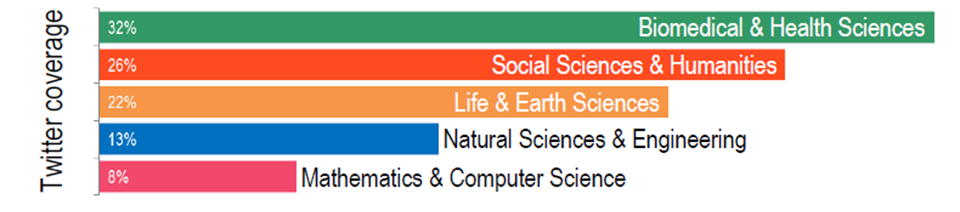 Twitter coverage
32% Biomedical & Health Sciences
26% Social Sciences & Humanities
22% Life & Earth Sciences
13% Natural Sciences & Engineering
8% Mathematics & Computer Science